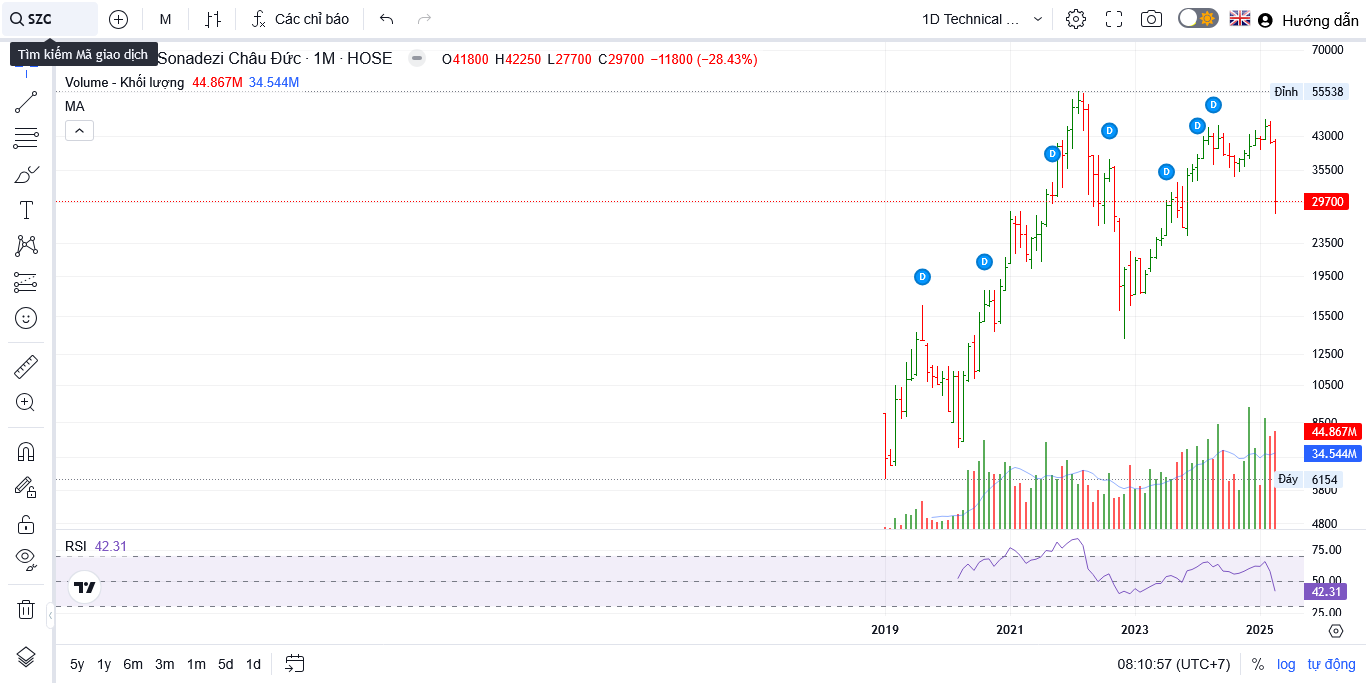 SZC
M
Các chỉ báo
1D Technical ...
Hướng dẫn
Tìm kiếm Mã giao dịch
Sonadezi Châu Đức · 1M · HOSE
O41800 H42250 L27700 C29700 −11800 (−28.43%)
Volume - Khối lượng 44.867M 34.544M
MA
70000
Đỉnh 55538
43000
35500
29700
23500
19500
15500
12500
10500
8500
44.867M
34.544M
Đáy 6154
5800
4800
D
D
D
D
D
D
D
RSI 42.31
75.00
50.00
42.31
25.00
2019 2021 2023 2025
5y 1y 6m 3m 1m 5d 1d
08:10:57 (UTC+7) % log tự động